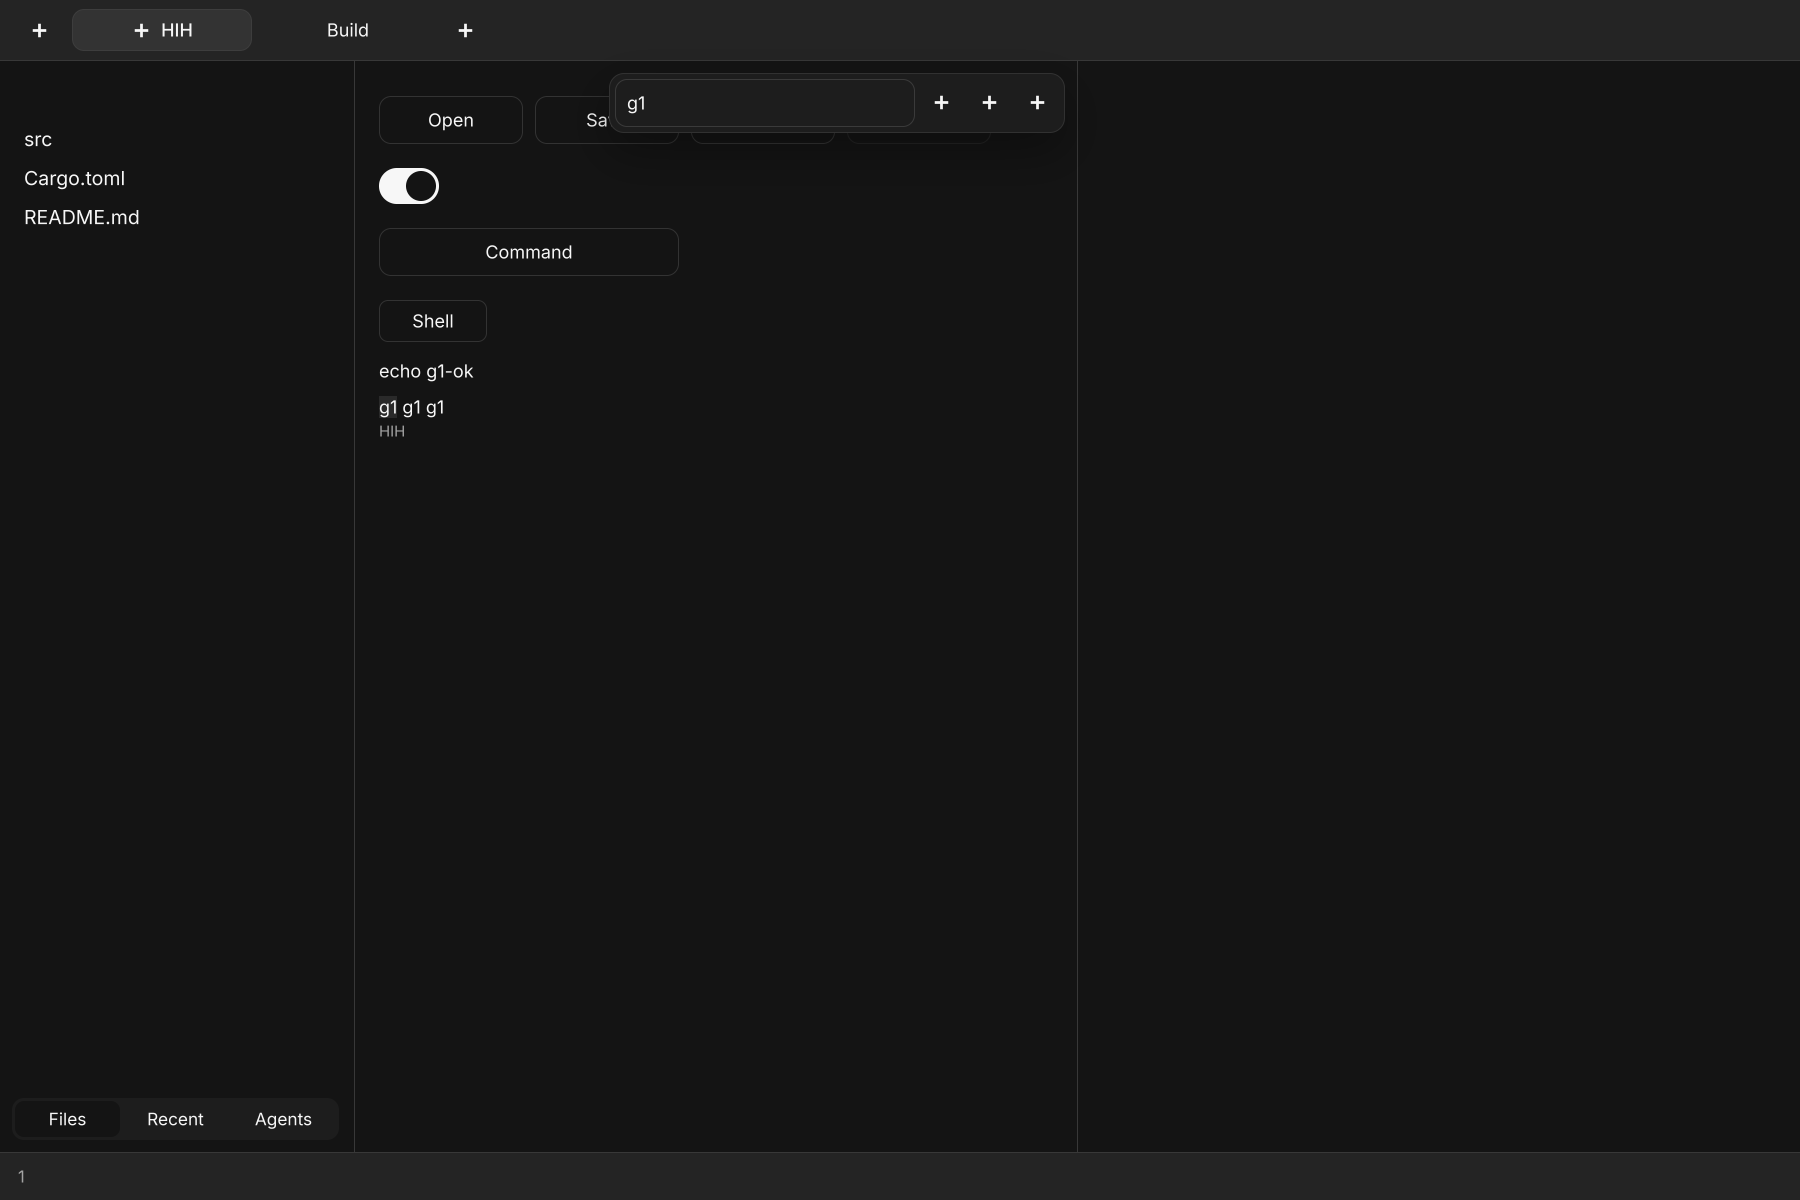 HIH
Build
g1
Open
src
Cargo.toml
README.md
Command
Shell
echo g1-ok
g1 g1 g1
HIH
Files
Recent
Agents
1